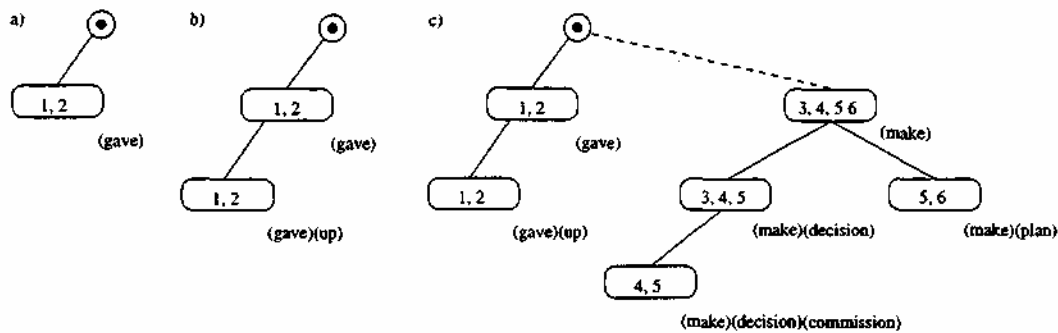 a)
1, 2
(gave)
b)
1, 2
(gave)
1, 2
(gave)(up)
c)
1, 2
(gave)
1, 2
(gave)(up)
3, 4, 5 6
(make)
3, 4, 5
(make)(decision)
5, 6
(make)(plan)
4, 5
(make)(decision)(commission)